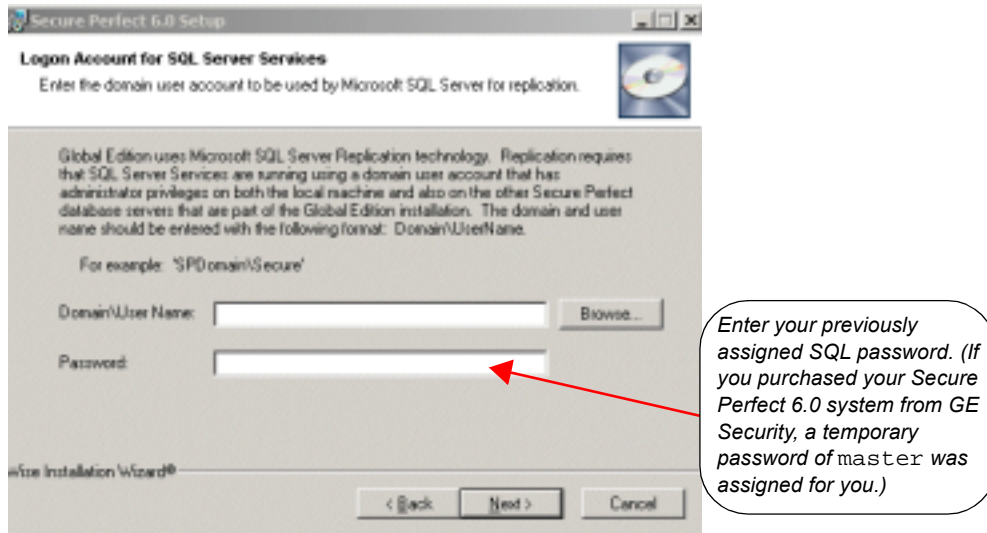 Secure Perfect 6.0 Setup
Logon Account for SQL Server Services
Enter the domain user account to be used by Microsoft SQL Server for replication.
Global Edition uses Microsoft SQL Server Replication technology. Replication requires
that SQL Server Services are running using a domain user account that has
administrator privileges on both the local machine and also on the other Secure Perfect
database servers that are part of the Global Edition installation. The domain and user
name should be entered with the following format: Domain\UserName.
For example: 'SPDomain\Secure'
Domain\User Name:
Browse...
Password:
Enter your previously
assigned SQL password. (If
you purchased your Secure
Perfect 6.0 system from GE
Security, a temporary
password of master was
assigned for you.)
Wise Installation Wizard®
< Back
Next >
Cancel